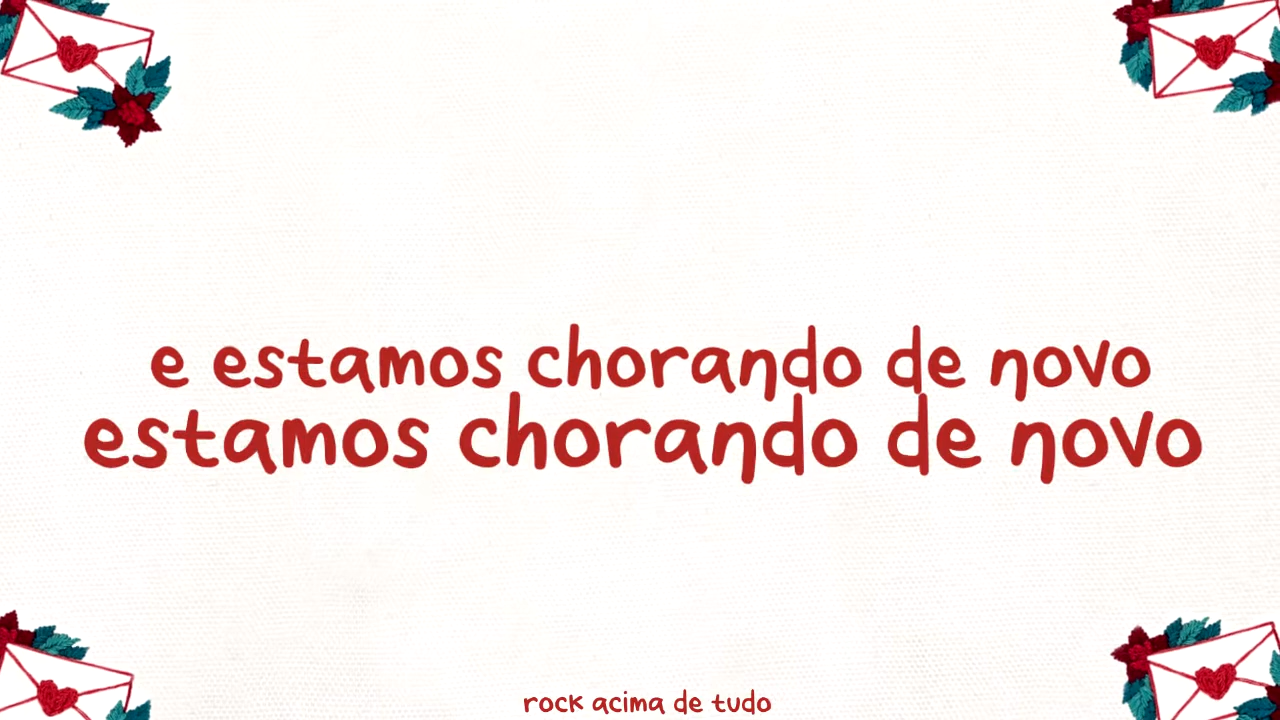 e estamos chorando de novo
estamos chorando de novo
rock acima de tudo